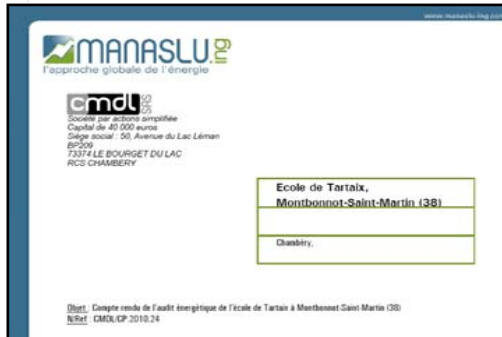 www.manaslu-ing.com
MANASLU.ing
l'approche globale de l'énergie
cmdl SAS
Société par actions simplifiée
Capital de 40 000 euros
Siège social : 50, Avenue du Lac Léman
BP209
73374 LE BOURGET DU LAC
RCS CHAMBERY
Ecole de Tartaix,
Montbonnot-Saint-Martin (38)
Chambéry,
Objet : Compte rendu de l'audit énergétique de l'école de Tartaix à Montbonnot-Saint-Martin (38)
N/Ref : CMDL/CP.2010.24